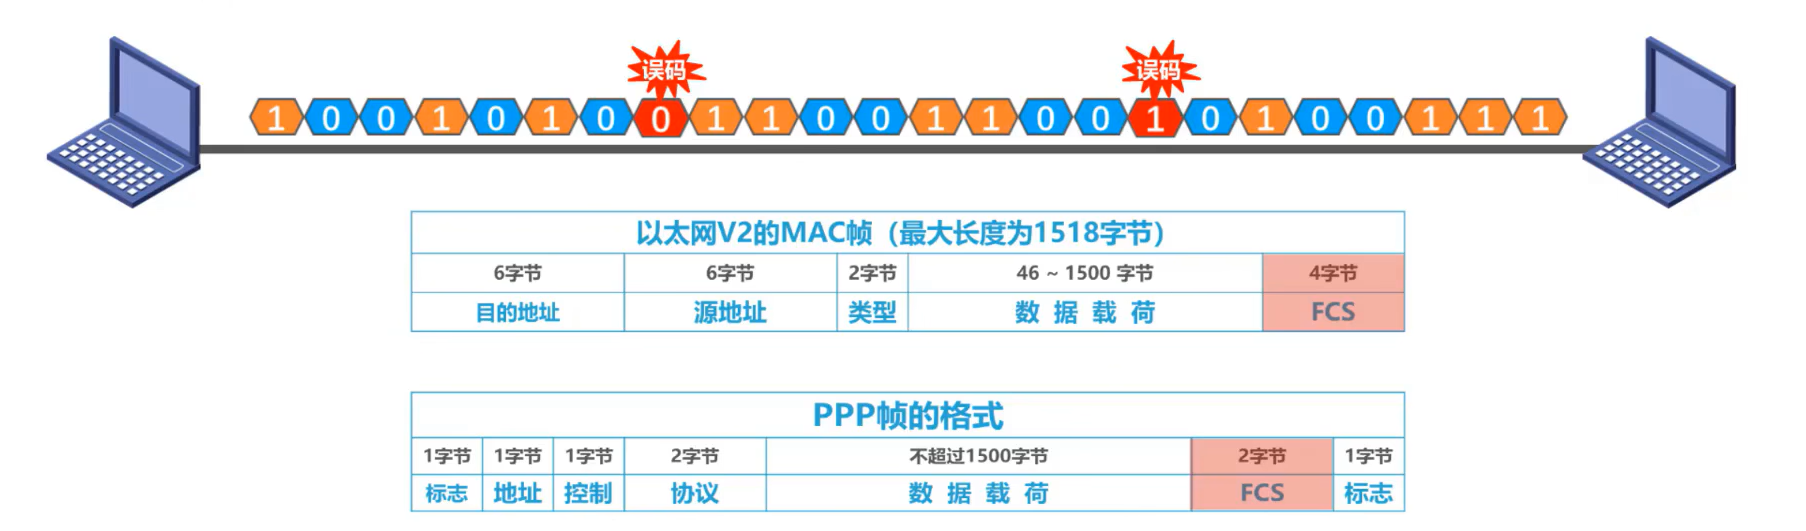 误码 误码
1 0 0 1 0 1 0 0 1 1 0 0 1 1 0 0 1 0 1 0 0 1 1 1
以太网V2的MAC帧（最大长度为1518字节）
6字节 6字节 2字节 46 ~ 1500 字节 4字节
目的地址 源地址 类型 数 据 载 荷 FCS
PPP帧的格式
1字节 1字节 1字节 2字节 不超过1500字节 2字节 1字节
标志 地址 控制 协议 数 据 载 荷 FCS 标志